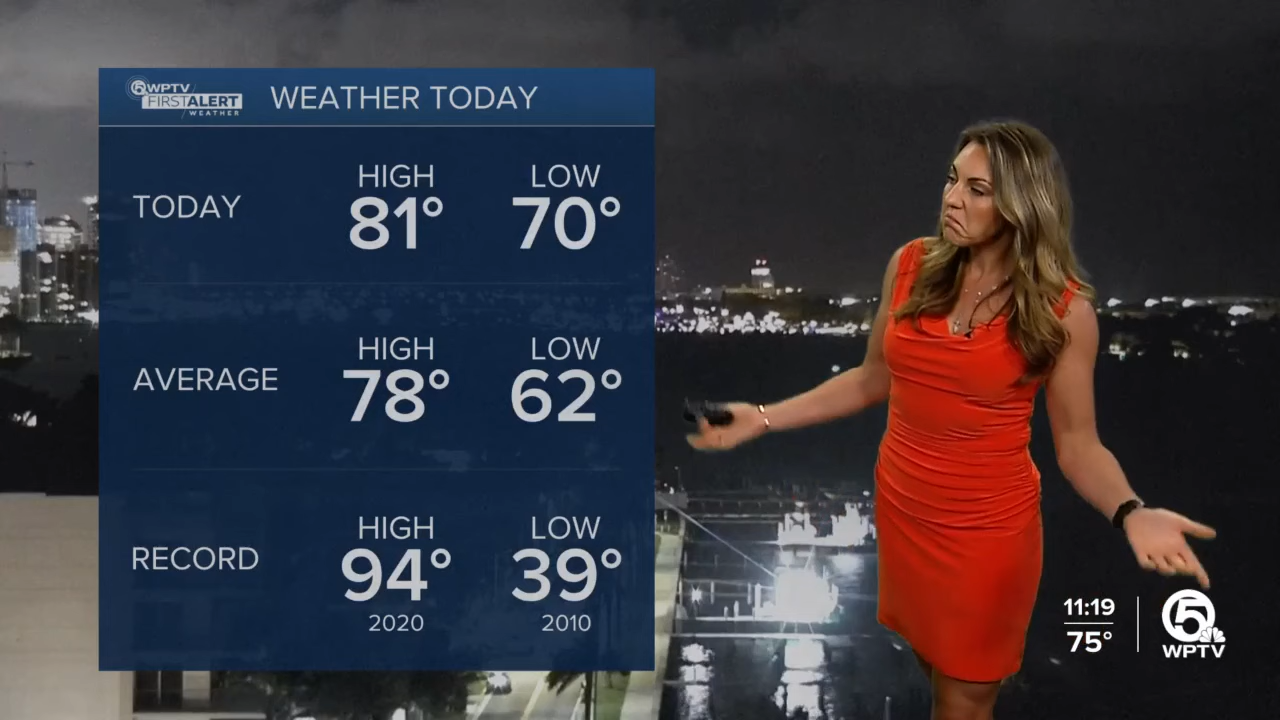 5 WPTV
FIRST ALERT
WEATHER
WEATHER TODAY
TODAY
HIGH
81°
LOW
70°
AVERAGE
HIGH
78°
LOW
62°
RECORD
HIGH
94°
2020
LOW
39°
2010
11:19
75°
5
WPTV